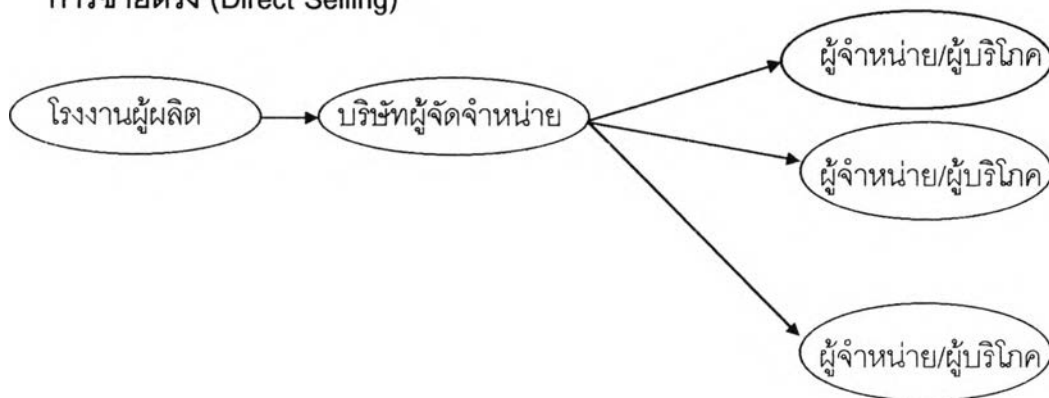 การขายตรง (Direct Selling)
ผู้จำหน่าย/ผู้บริโภค
โรงงานผู้ผลิต
บริษัทผู้จัดจำหน่าย
ผู้จำหน่าย/ผู้บริโภค
ผู้จำหน่าย/ผู้บริโภค